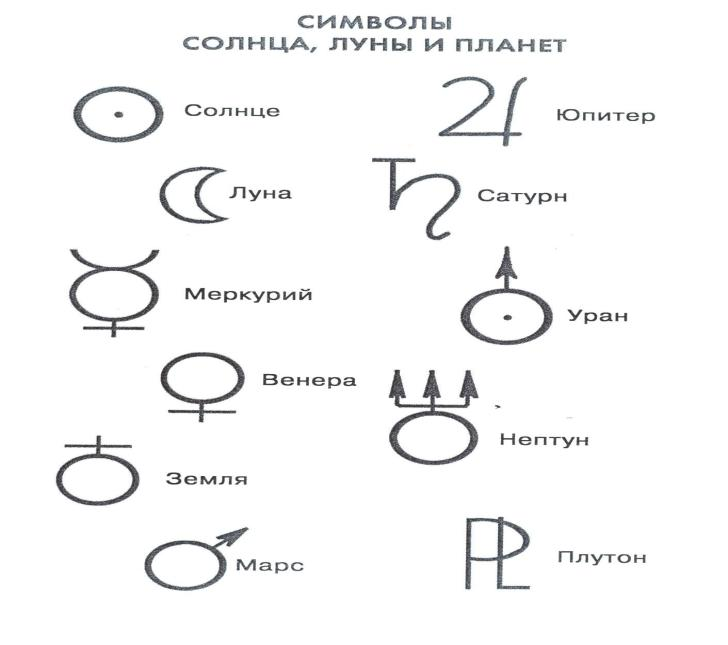 СИМВОЛЫ
СОЛНЦА, ЛУНЫ И ПЛАНЕТ
Солнце
Луна
Меркурий
Венера
Земля
Марс
Юпитер
Сатурн
Уран
Нептун
Плутон